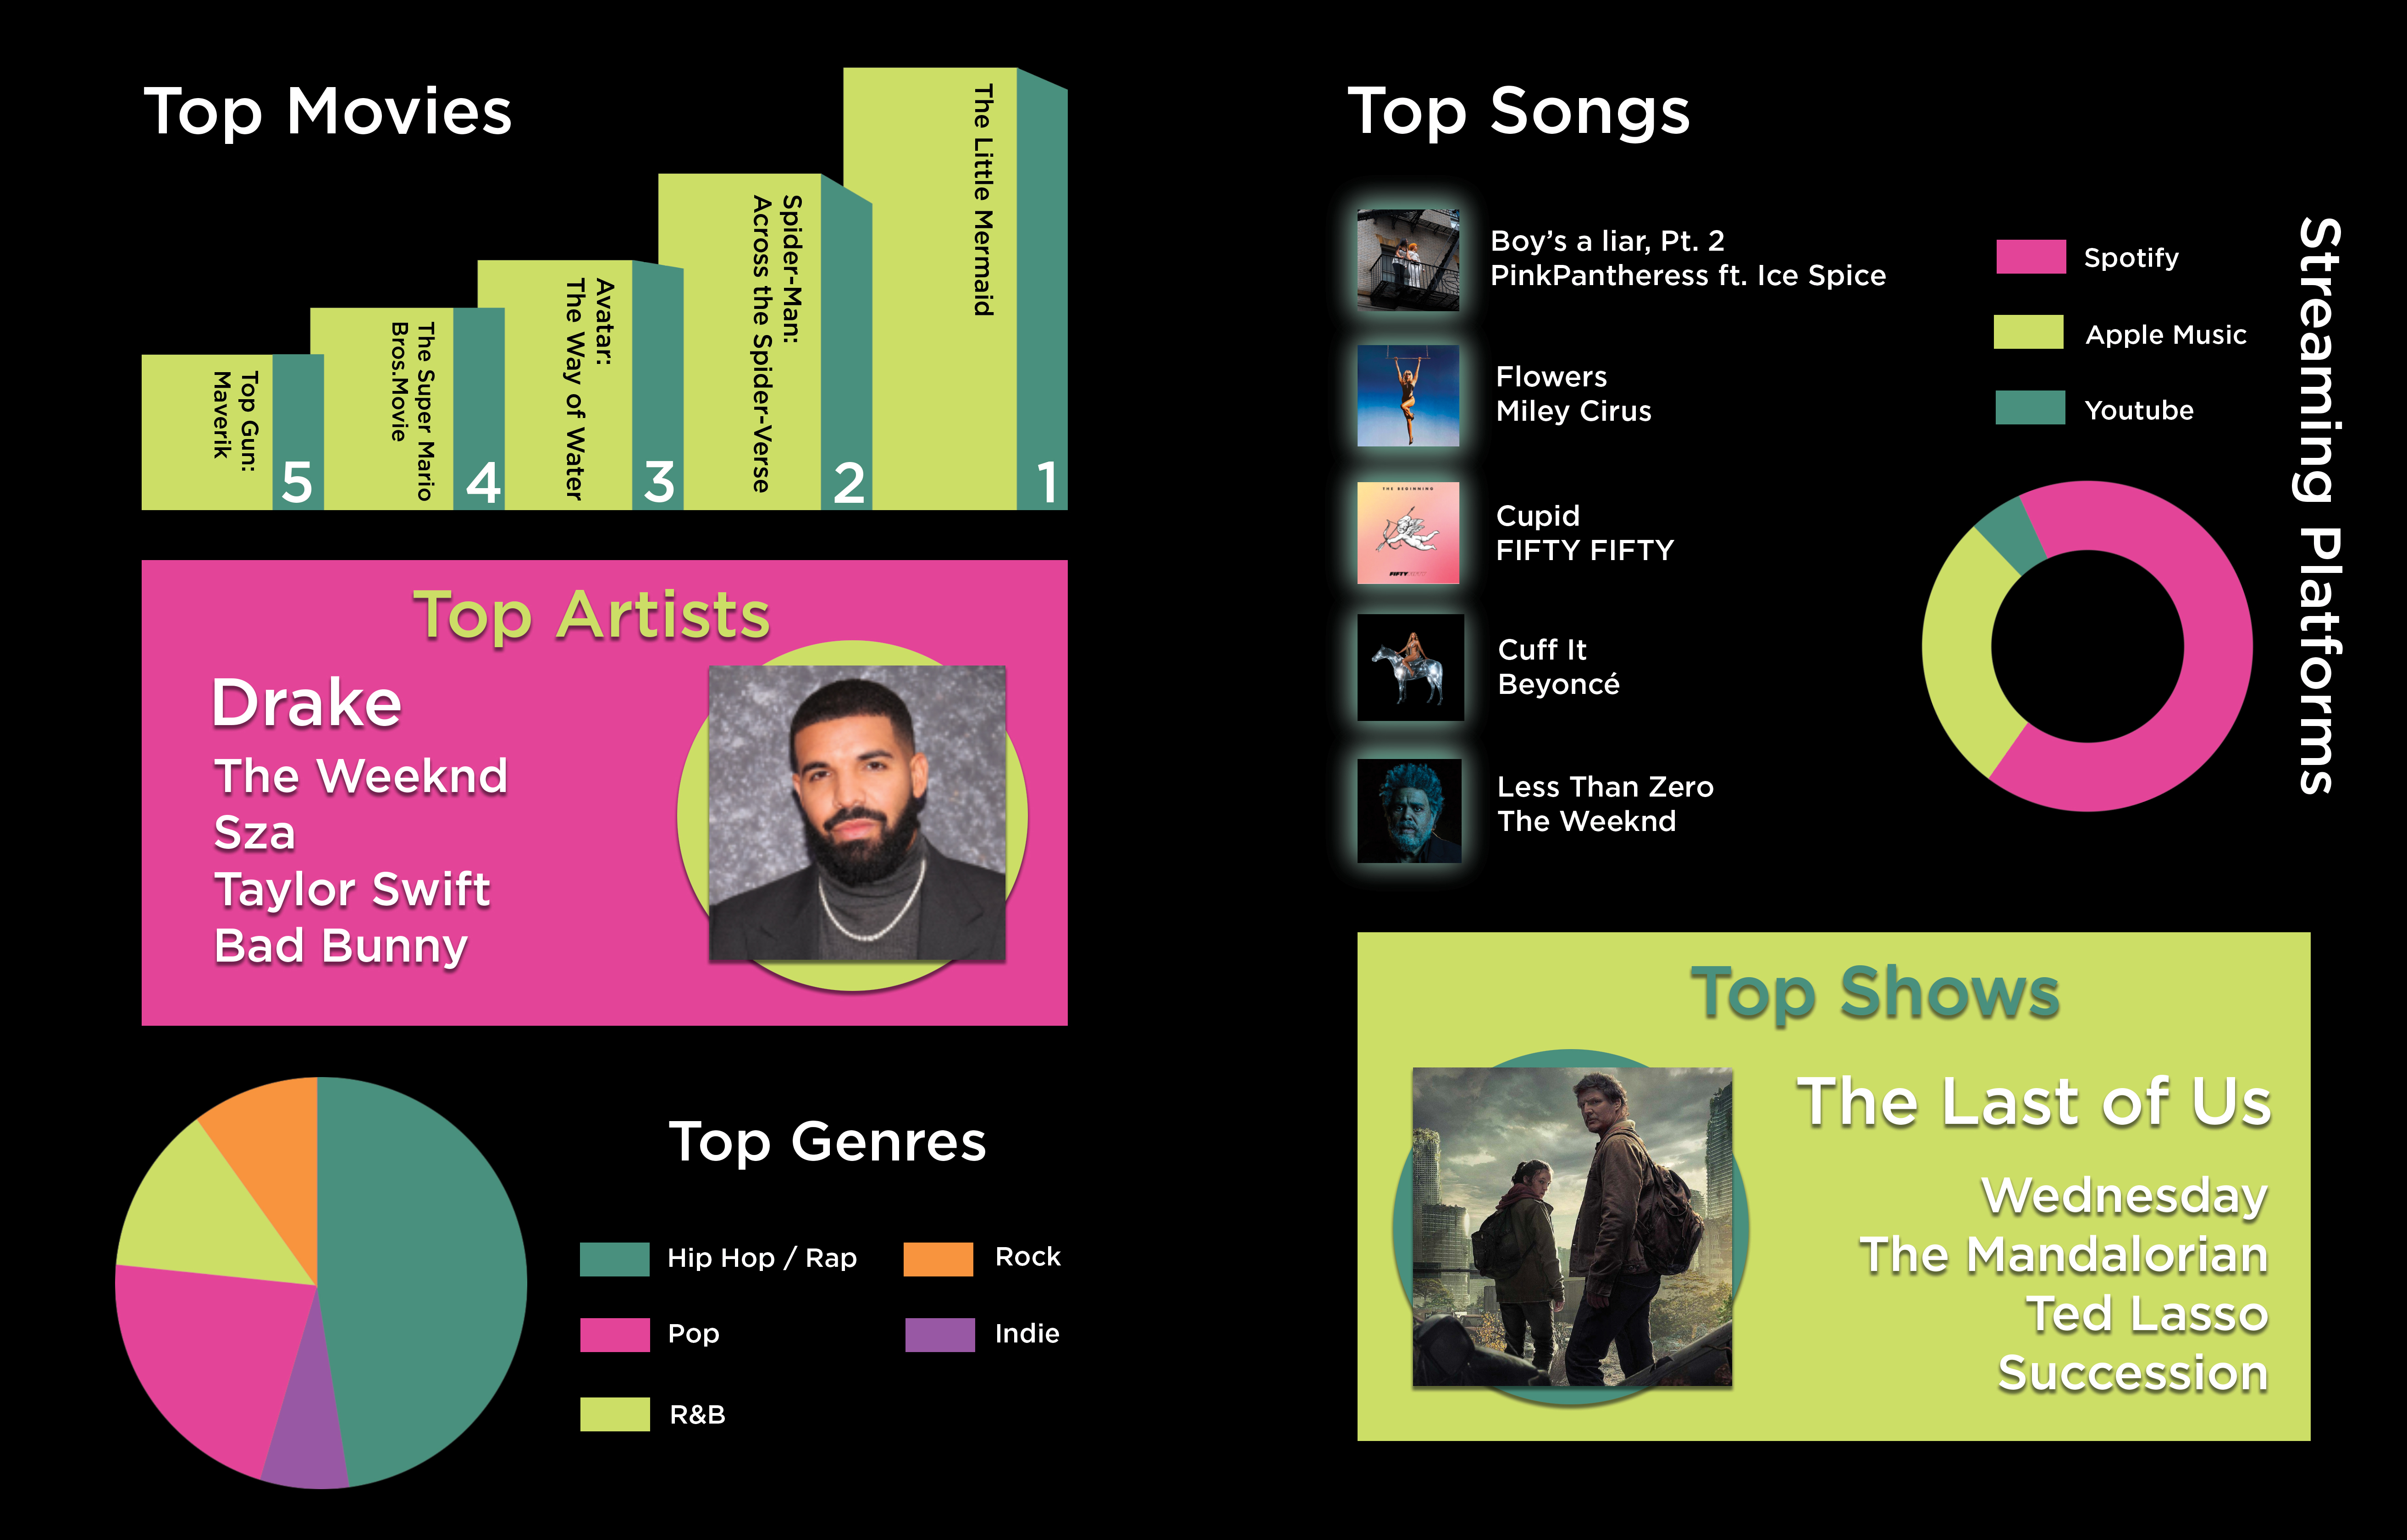 Top Movies
The Little Mermaid
1
Spider-Man:
Across the Spider-Verse
2
Avatar:
The Way of Water
3
The Super Mario
Bros.Movie
4
Top Gun:
Maverik
5
Top Artists
Drake
The Weeknd
Sza
Taylor Swift
Bad Bunny
Top Genres
Hip Hop / Rap
Rock
Pop
Indie
R&B
Top Songs
Boy’s a liar, Pt. 2
PinkPantheress ft. Ice Spice
Flowers
Miley Cirus
THE BEGINNING
FIFTY
Cupid
FIFTY FIFTY
Cuff It
Beyoncé
Less Than Zero
The Weeknd
Streaming Platforms
Spotify
Apple Music
Youtube
Top Shows
The Last of Us
Wednesday
The Mandalorian
Ted Lasso
Succession